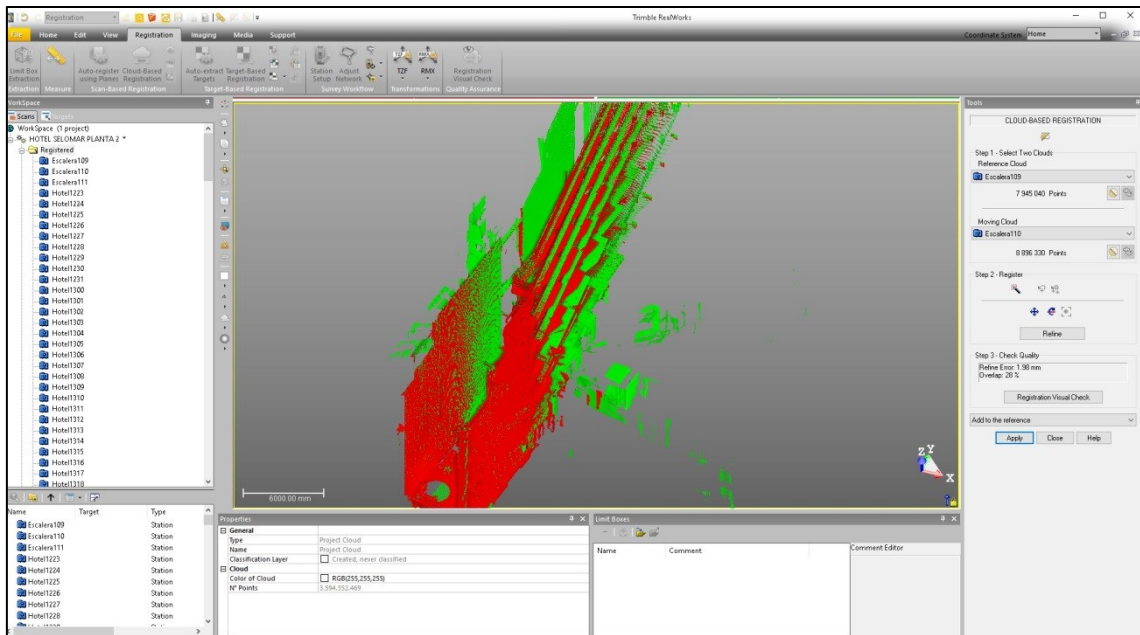 Registration
Trimble RealWorks
File Home Edit View Registration Imaging Media Support
Coordinate System Home
Limit Box Extraction
Auto-register using Planes
Cloud-Based Registration
Auto-extract Targets
Target-Based Registration
Station Setup
Adjust Network
TZF
RMX
Registration Visual Check
Extraction Measure Scan-Based Registration Target-Based Registration Survey Workflow Transformations Quality Assurance
WorkSpace
Scans Targets
WorkSpace (1 project)
HOTEL SELOMAR PLANTA 2 *
Registered
Escalera109
Escalera110
Escalera111
Hotel1223
Hotel1224
Hotel1225
Hotel1226
Hotel1227
Hotel1228
Hotel1229
Hotel1230
Hotel1231
Hotel1300
Hotel1301
Hotel1302
Hotel1303
Hotel1304
Hotel1305
Hotel1306
Hotel1307
Hotel1308
Hotel1309
Hotel1310
Hotel1311
Hotel1312
Hotel1313
Hotel1314
Hotel1315
Hotel1316
Hotel1317
Hotel1318
Name Target Type
Escalera109 Station
Escalera110 Station
Escalera111 Station
Hotel1223 Station
Hotel1224 Station
Hotel1225 Station
Hotel1226 Station
Hotel1227 Station
Hotel1228 Station
6000.00 mm
Z Y
X
Properties
General
Type Project Cloud
Name Project Cloud
Classification Layer Created, never classified
Cloud
Color of Cloud RGB(255,255,255)
N° Points 3.594.352.469
Limit Boxes
Name Comment
Comment Editor
Tools
CLOUD-BASED REGISTRATION
Step 1 - Select Two Clouds
Reference Cloud
Escalera109
7 945 040 Points
Moving Cloud
Escalera110
8 896 330 Points
Step 2 - Register
Refine
Step 3 - Check Quality
Refine Error: 1.98 mm
Overlap: 28 %
Registration Visual Check
Add to the reference
Apply Close Help